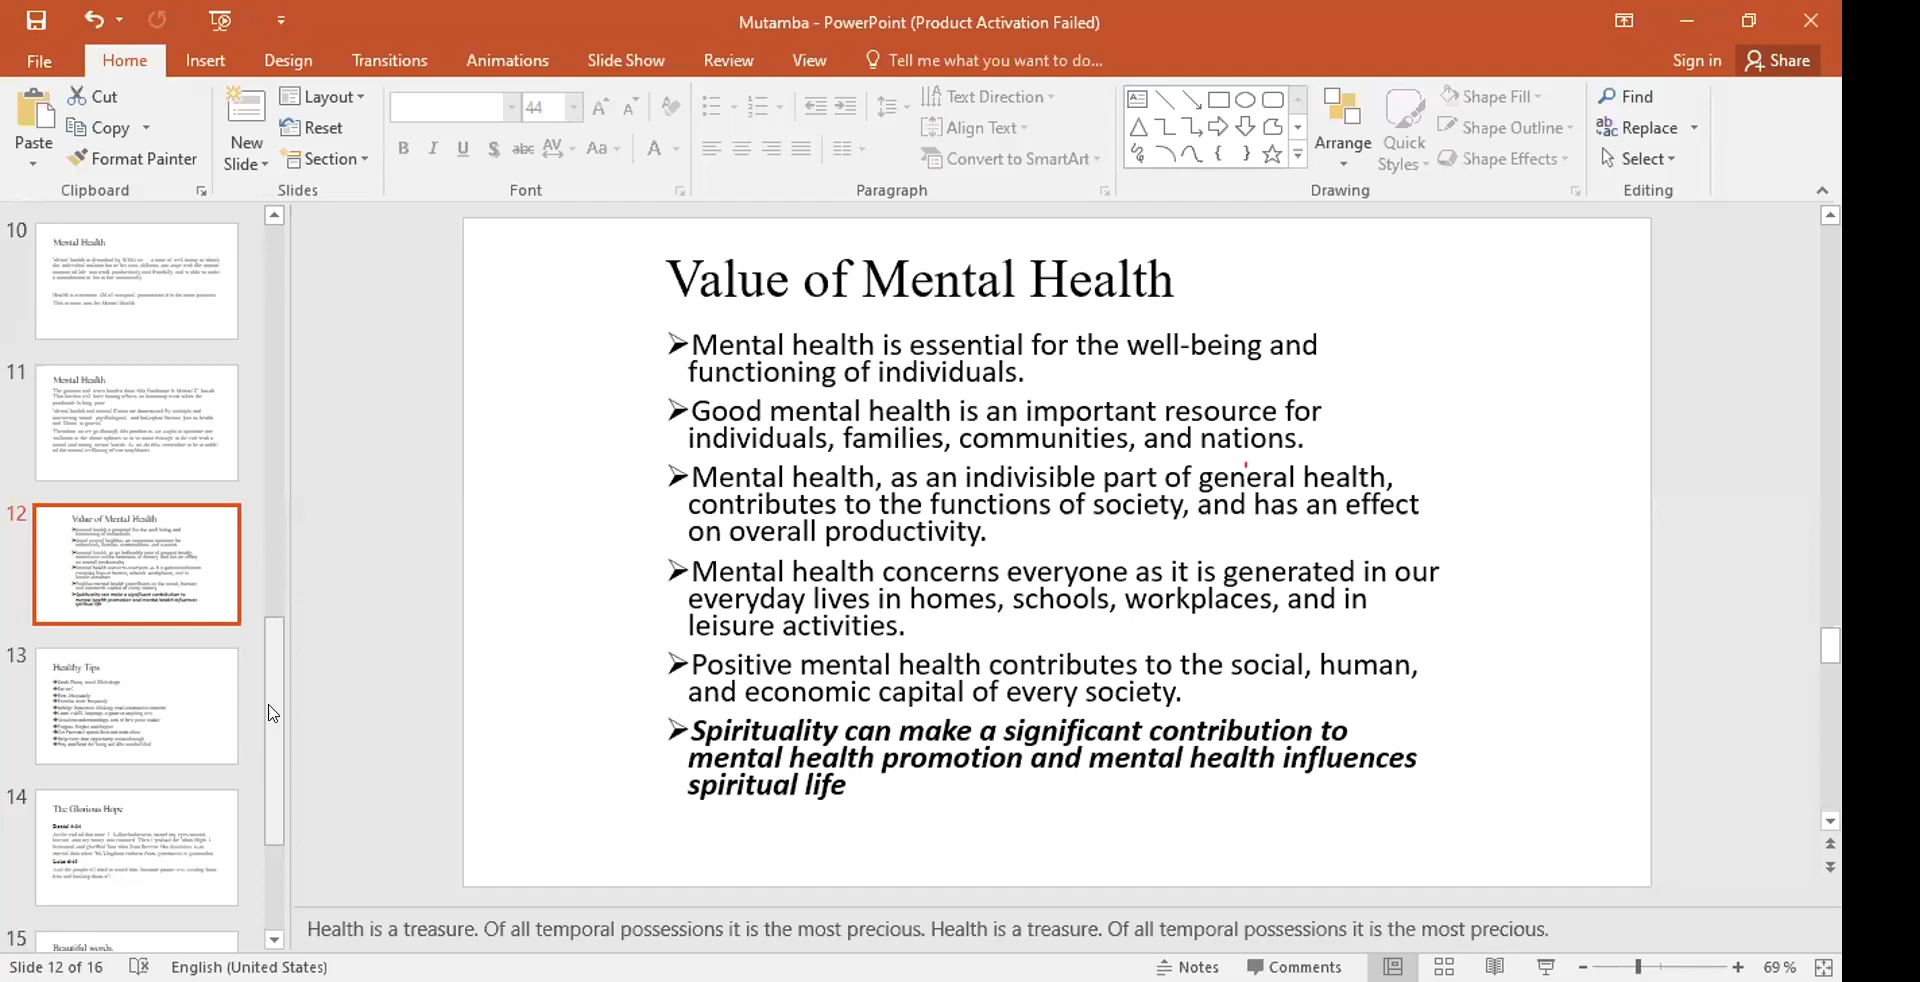 Mutamba - PowerPoint (Product Activation Failed)
File Home Insert Design Transitions Animations Slide Show Review View Tell me what you want to do... Sign in Share
Paste Cut Copy Format Painter Clipboard
New Slide Layout Reset Section Slides
44 B I U S abc AV Aa A Font
Text Direction Align Text Convert to SmartArt Paragraph
Arrange Quick Styles Shape Fill Shape Outline Shape Effects Drawing
Find Replace Select Editing
10
Mental Health
11
Mental Health
12
Value of Mental Health
13
Healthy Tips
14
The Glorious Hope
15
Beautiful words.
Value of Mental Health
➢Mental health is essential for the well-being and
functioning of individuals.
➢Good mental health is an important resource for
individuals, families, communities, and nations.
➢Mental health, as an indivisible part of general health,
contributes to the functions of society, and has an effect
on overall productivity.
➢Mental health concerns everyone as it is generated in our
everyday lives in homes, schools, workplaces, and in
leisure activities.
➢Positive mental health contributes to the social, human,
and economic capital of every society.
➢Spirituality can make a significant contribution to
mental health promotion and mental health influences
spiritual life
Health is a treasure. Of all temporal possessions it is the most precious. Health is a treasure. Of all temporal possessions it is the most precious.
Slide 12 of 16 English (United States) Notes Comments 69 %